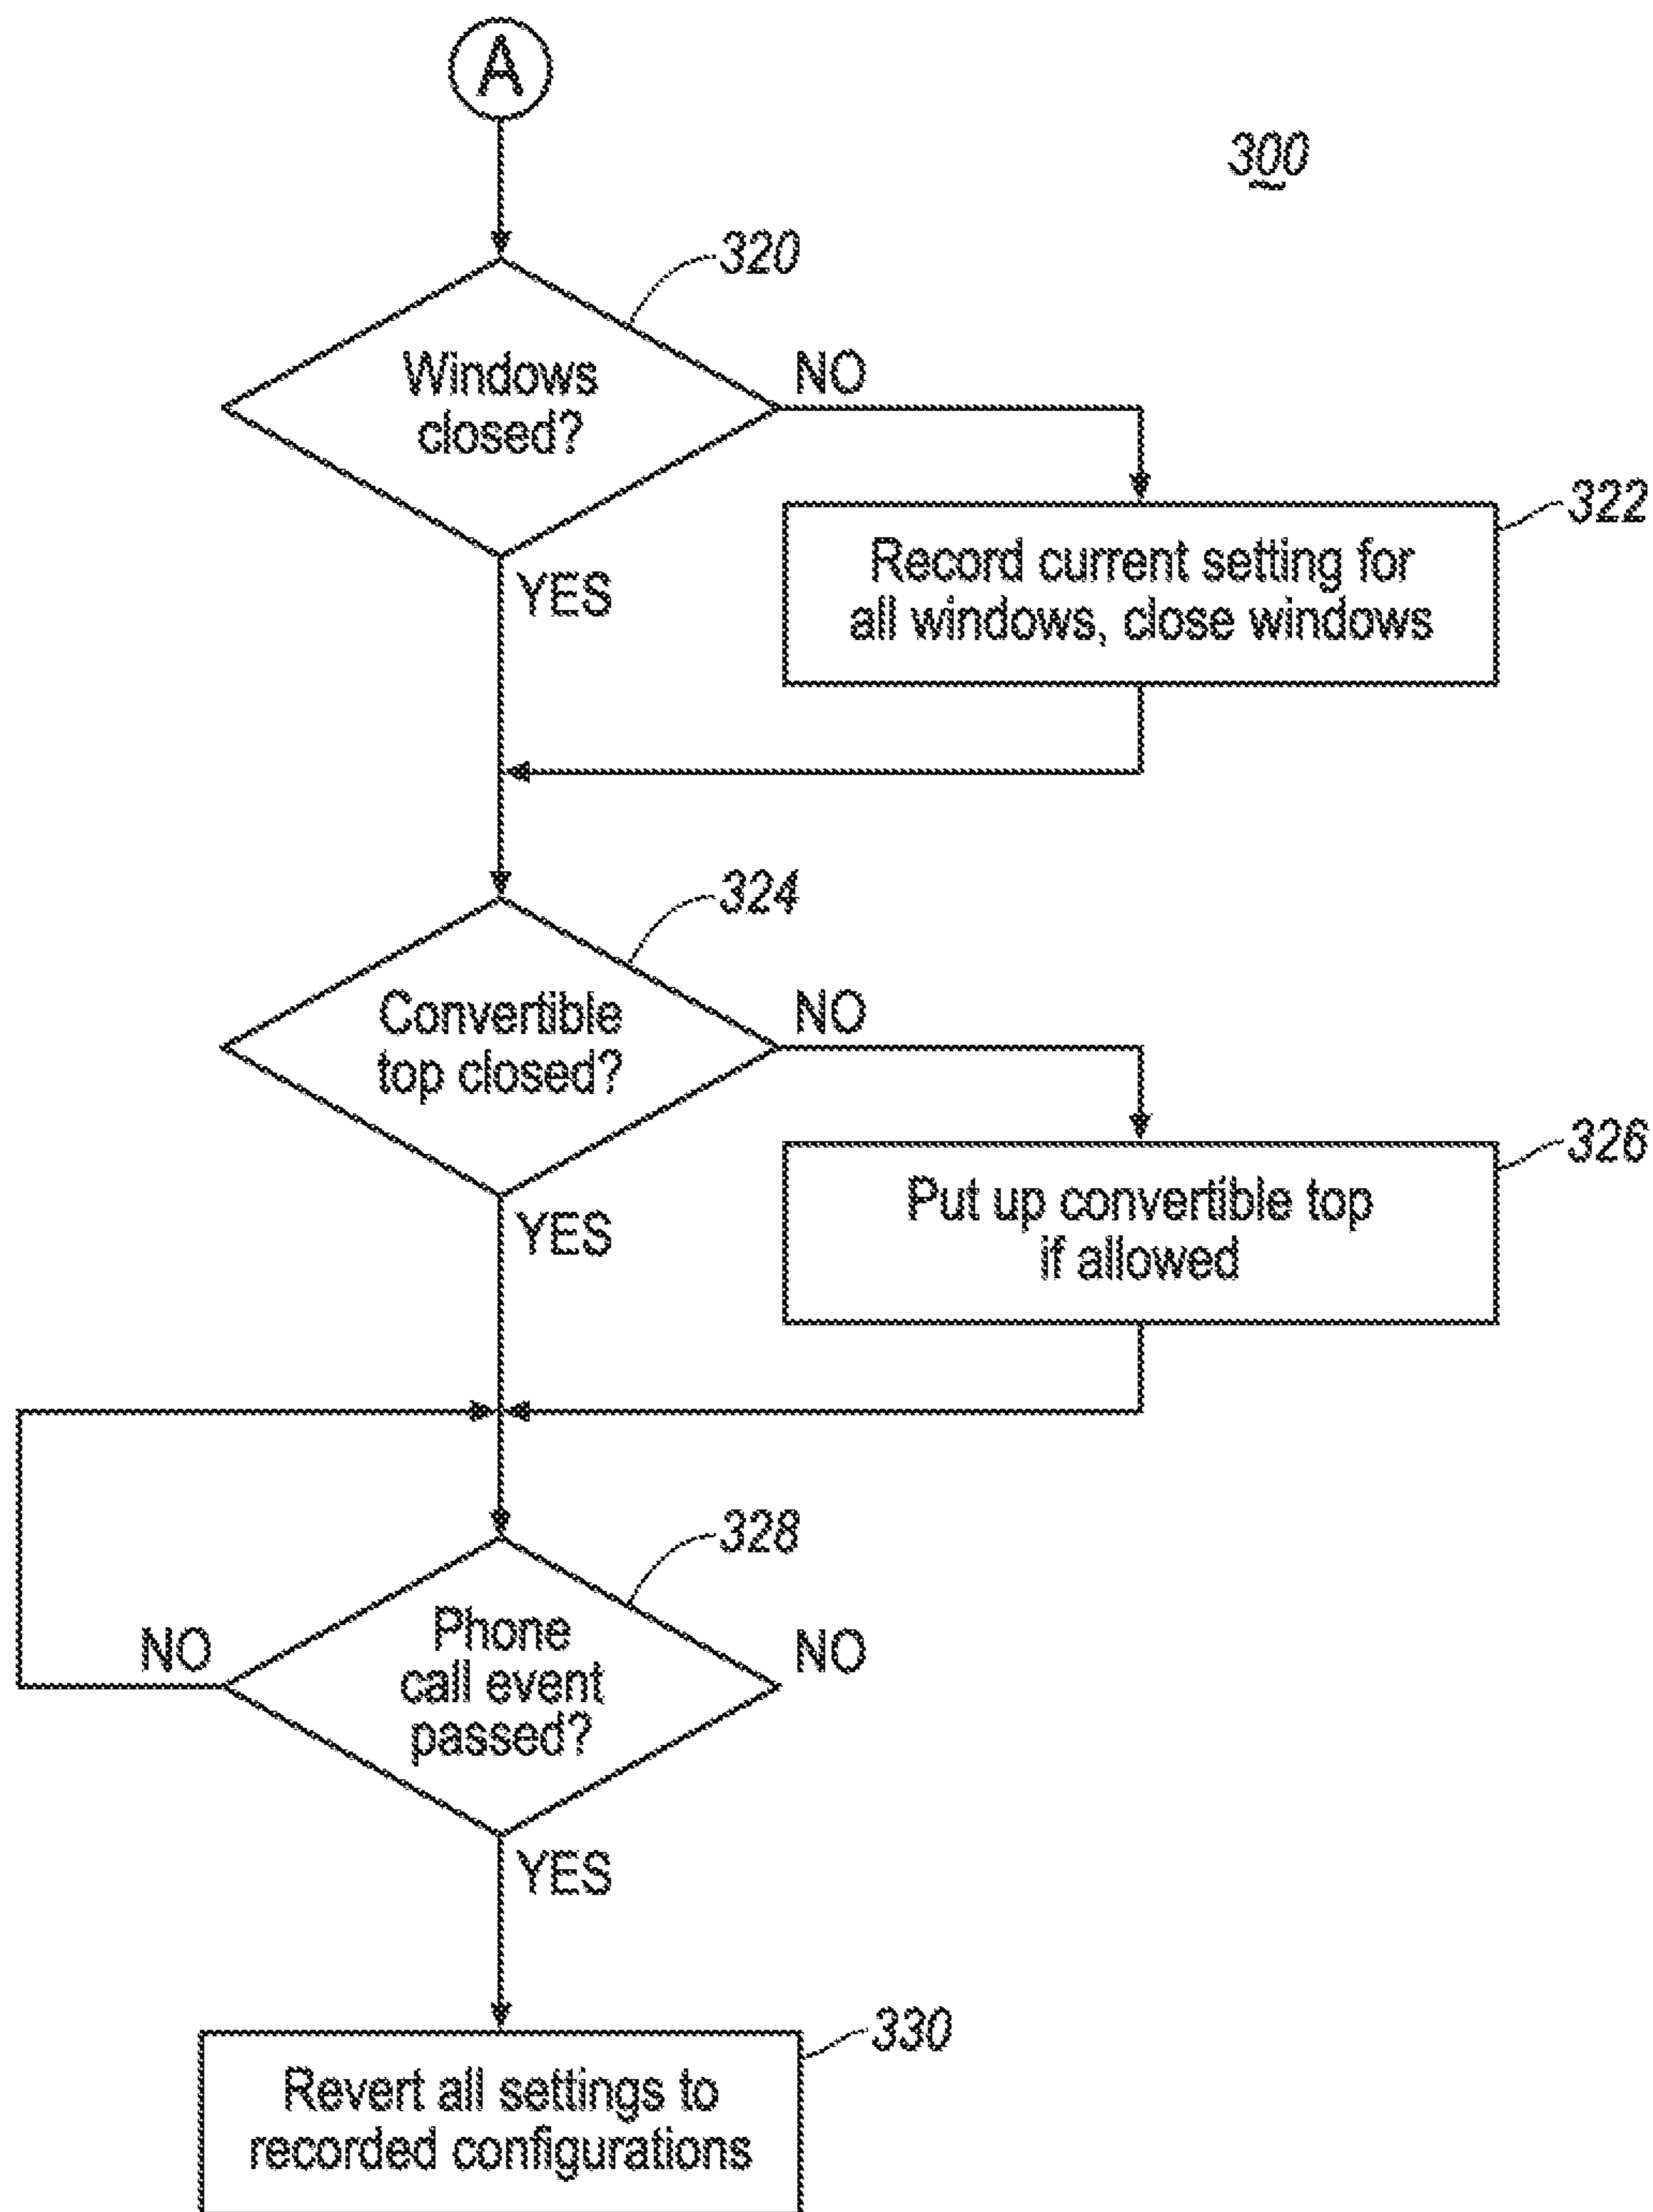 A
300
320
Windows
closed?
NO
322
Record current setting for
all windows, close windows
YES
324
Convertible
top closed?
NO
326
Put up convertible top
if allowed
YES
328
NO
Phone
call event
passed?
NO
YES
330
Revert all settings to
recorded configurations